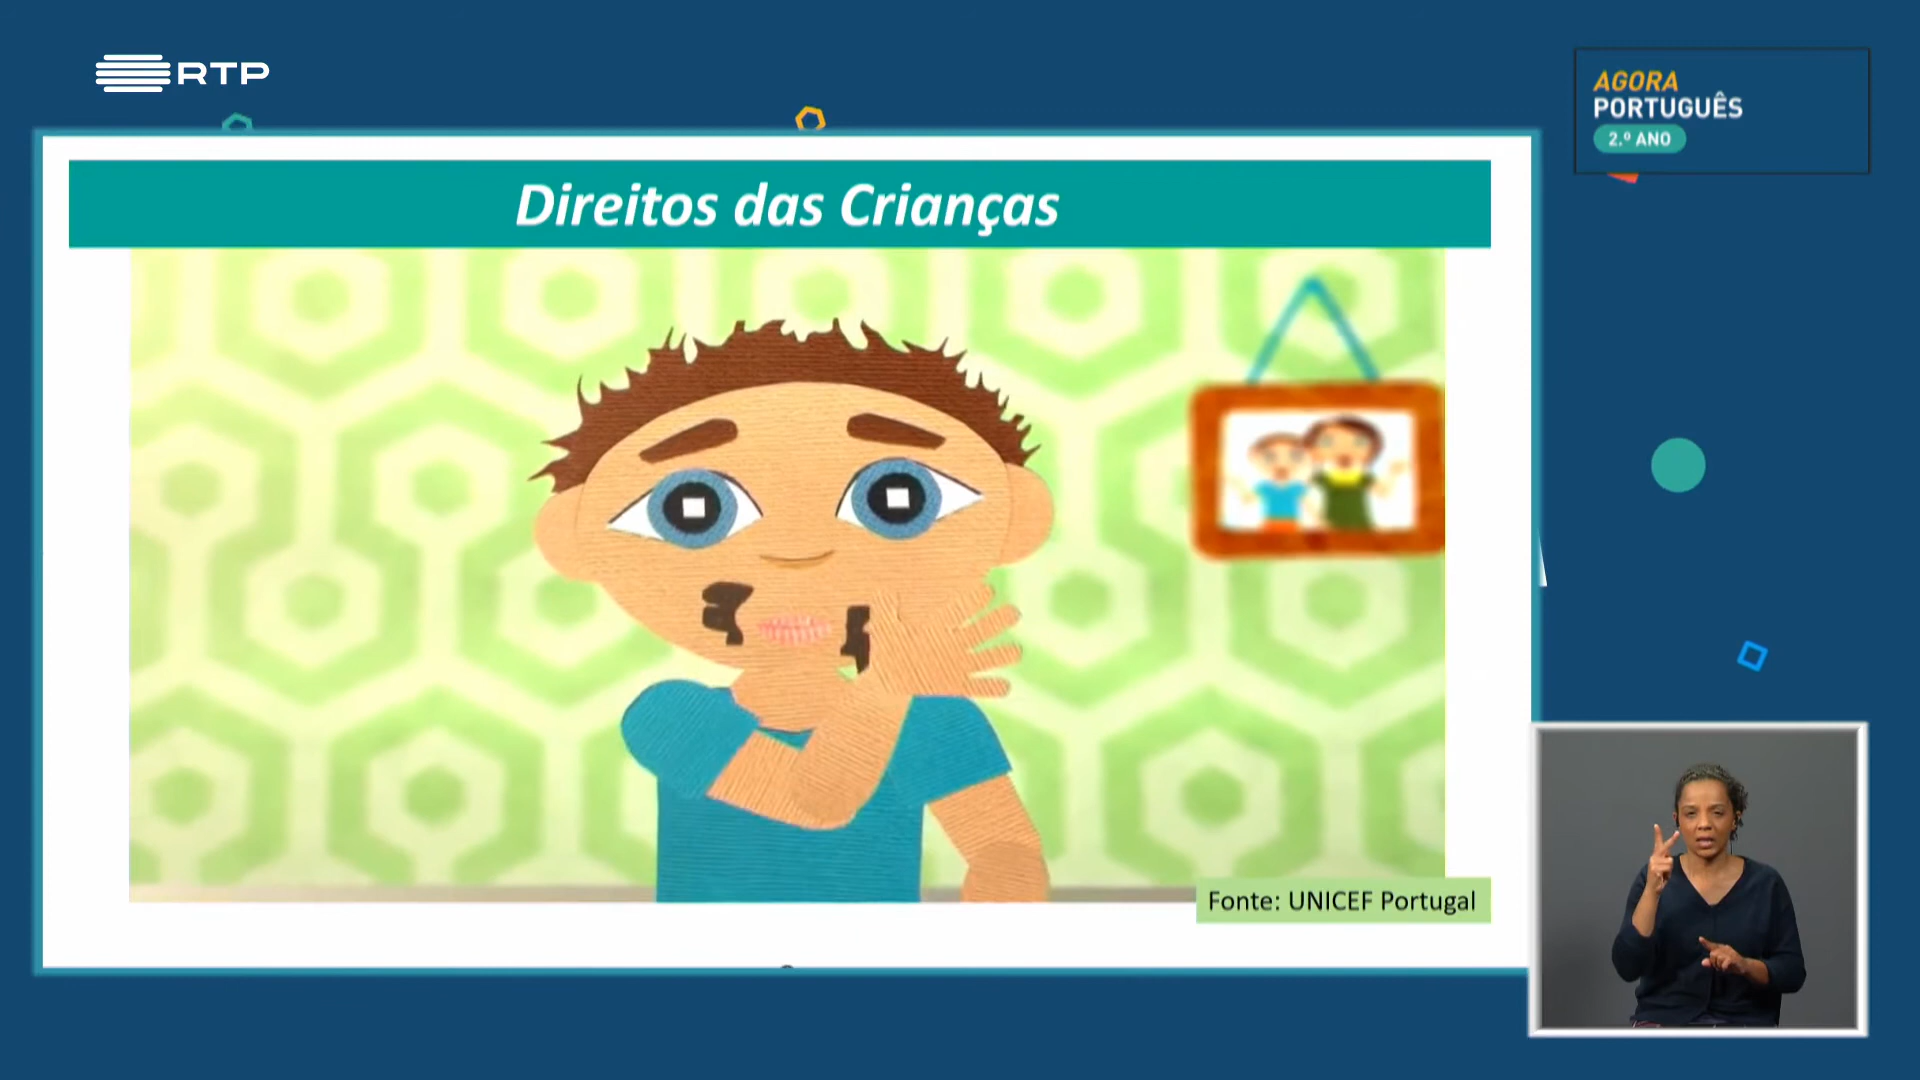 RTP
AGORA
PORTUGUÊS
2.º ANO
Direitos das Crianças
Fonte: UNICEF Portugal